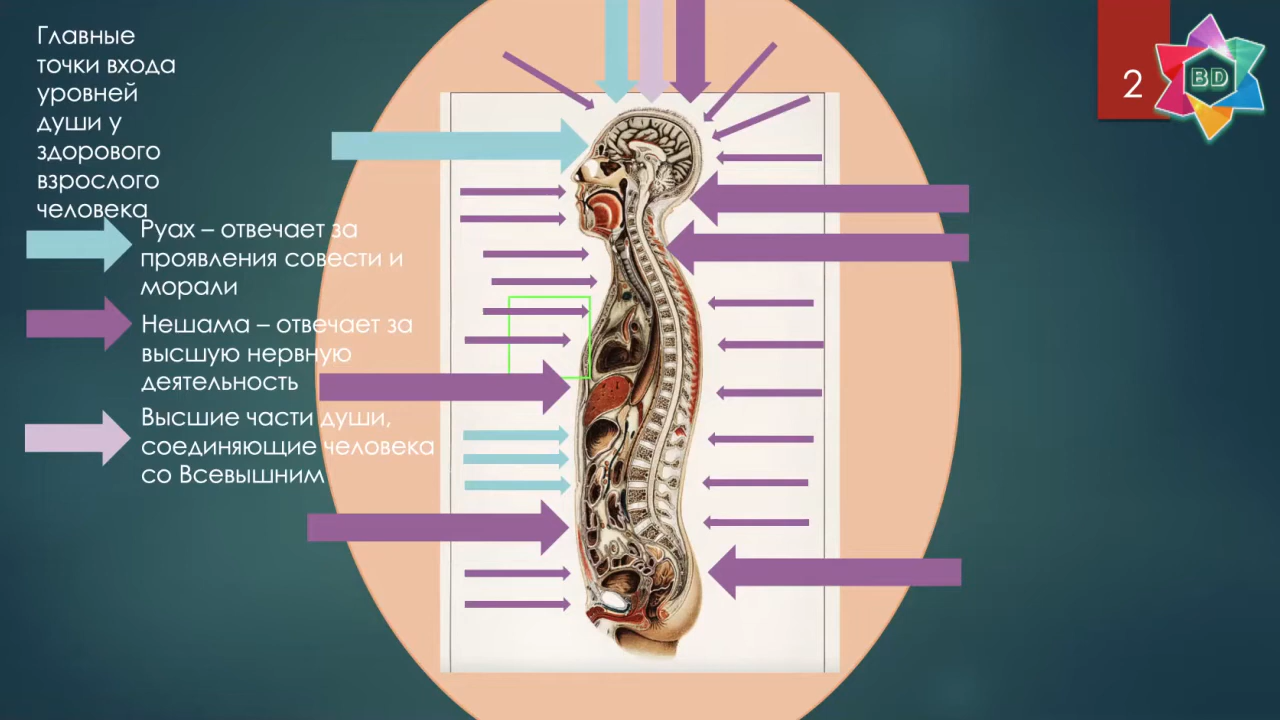 Главные
точки входа
уровней
души у
здорового
взрослого
человека
Руах – отвечает за
проявления совести и
морали
Нешама – отвечает за
высшую нервную
деятельность
Высшие части души,
соединяющие человека
со Всевышним
2
BD